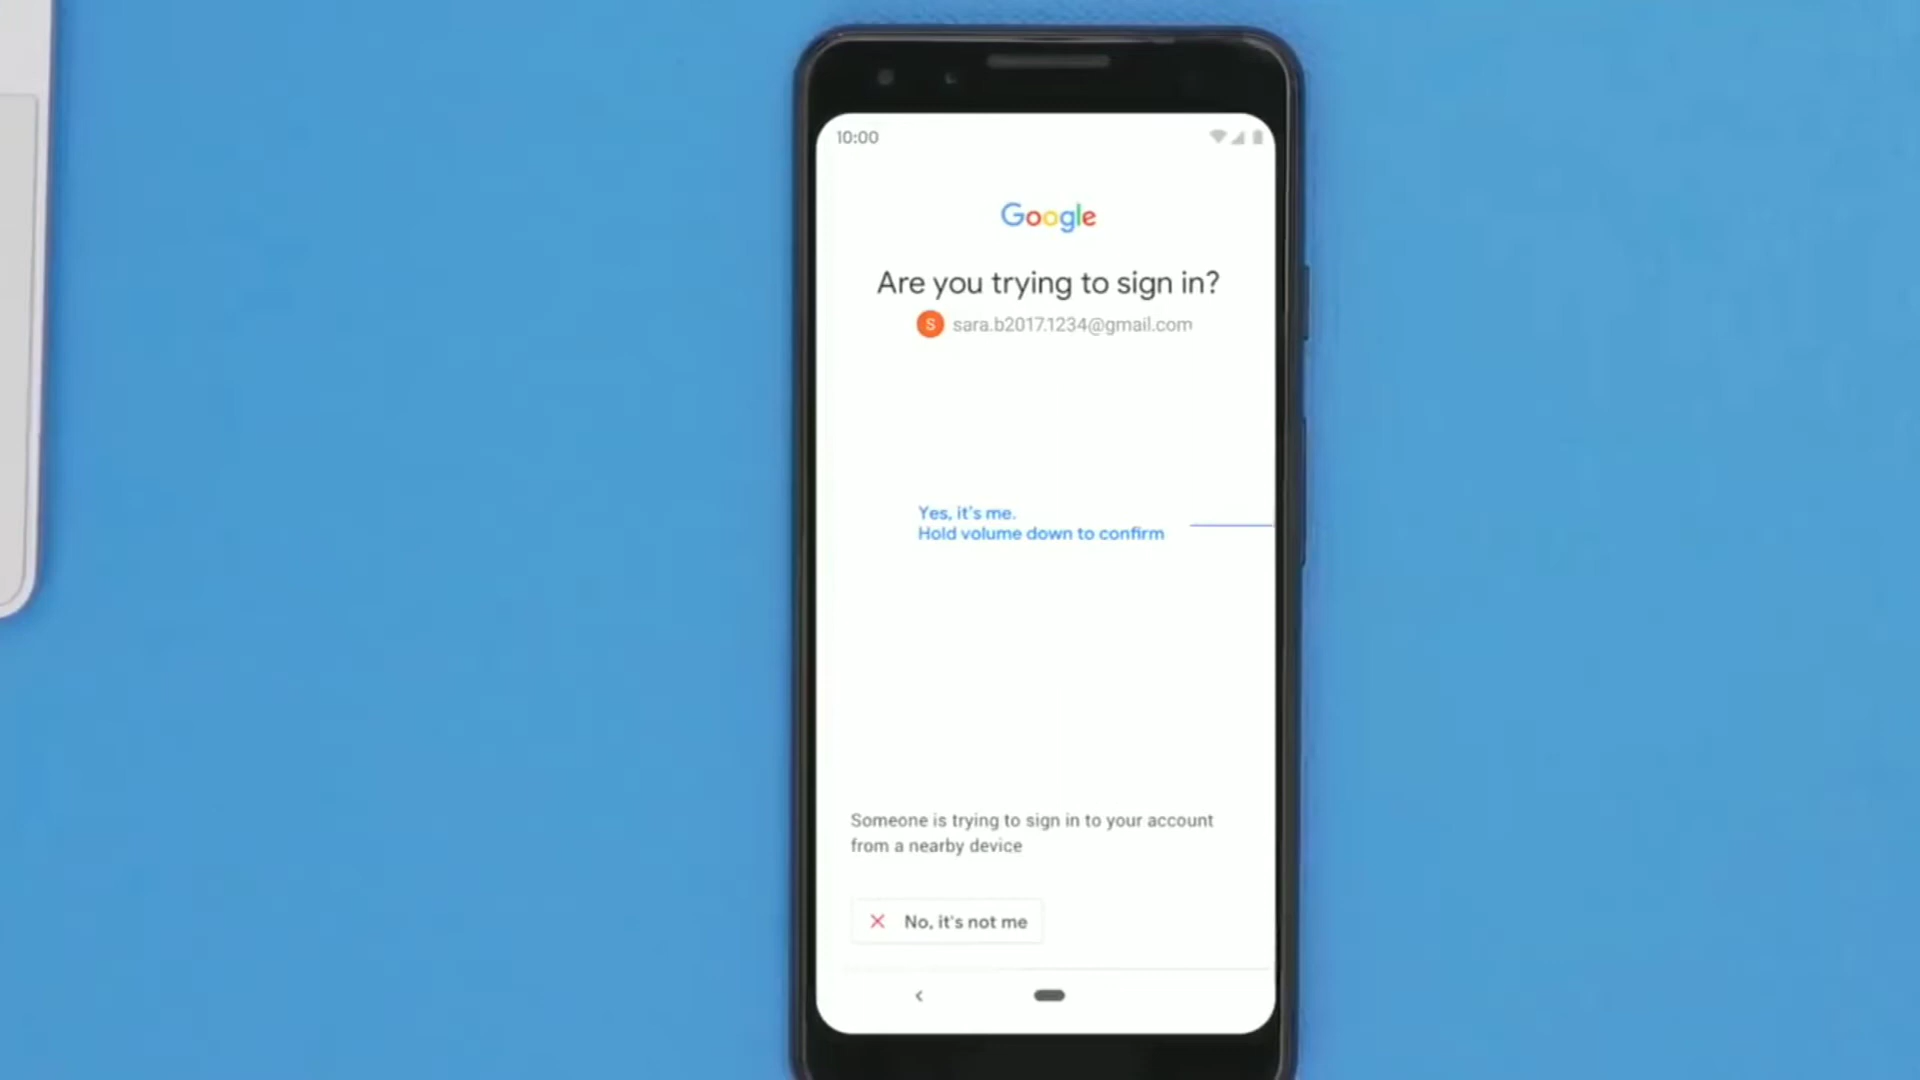 10:00
Google
Are you trying to sign in?
S sara.b2017.1234@gmail.com
Yes, it's me.
Hold volume down to confirm
Someone is trying to sign in to your account
from a nearby device
No, it's not me